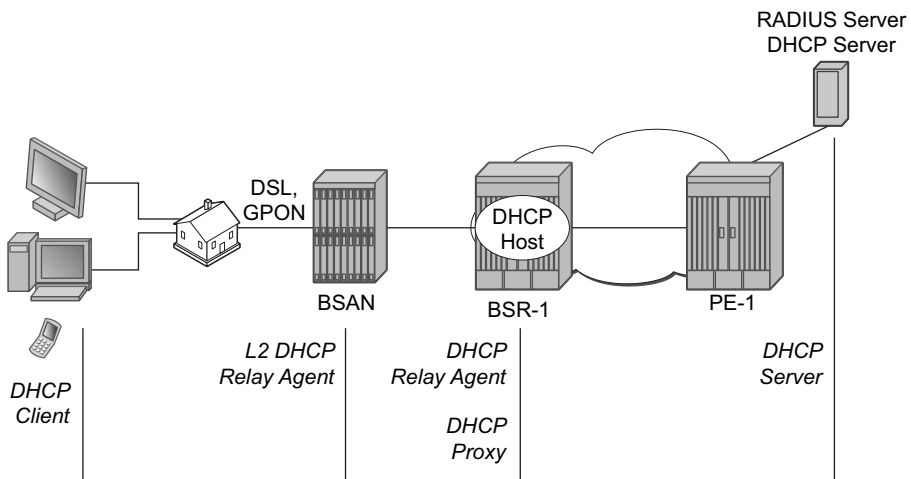 RADIUS Server
DHCP Server
DSL,
GPON
DHCP
Host
BSAN
BSR-1
PE-1
L2 DHCP
Relay Agent
DHCP
Relay Agent
DHCP
Server
DHCP
Client
DHCP
Proxy